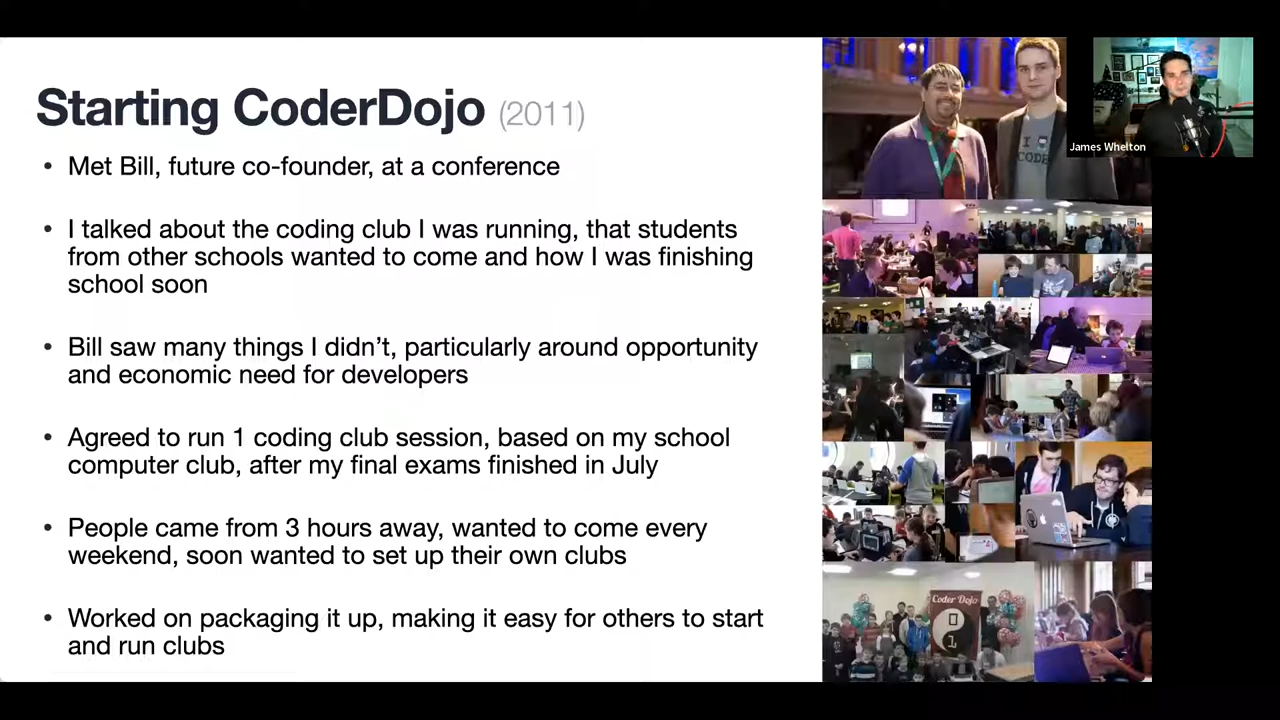 Starting CoderDojo (2011)
• Met Bill, future co-founder, at a conference
• I talked about the coding club I was running, that students
from other schools wanted to come and how I was finishing
school soon
• Bill saw many things I didn’t, particularly around opportunity
and economic need for developers
• Agreed to run 1 coding club session, based on my school
computer club, after my final exams finished in July
• People came from 3 hours away, wanted to come every
weekend, soon wanted to set up their own clubs
• Worked on packaging it up, making it easy for others to start
and run clubs
I
CODE
James Whelton
Coder Dojo
0
1